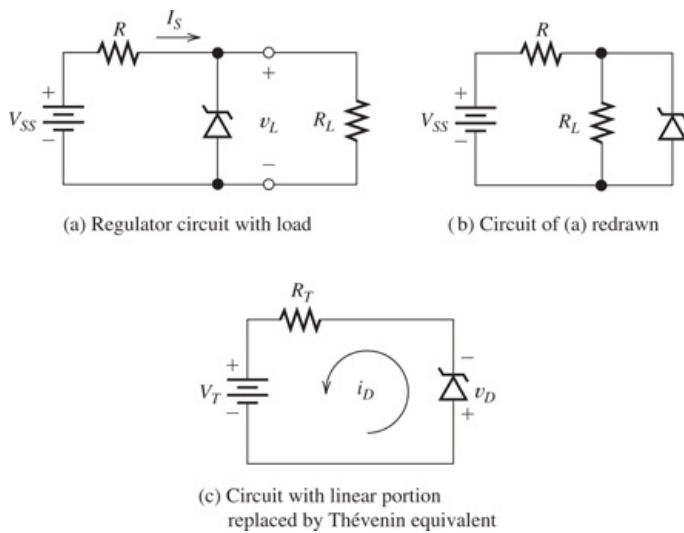 R
I_S
+
V_SS
−
+
v_L
−
R_L
(a) Regulator circuit with load
R
+
V_SS
−
R_L
(b) Circuit of (a) redrawn
R_T
+
V_T
−
i_D
−
v_D
+
(c) Circuit with linear portion
replaced by Thévenin equivalent